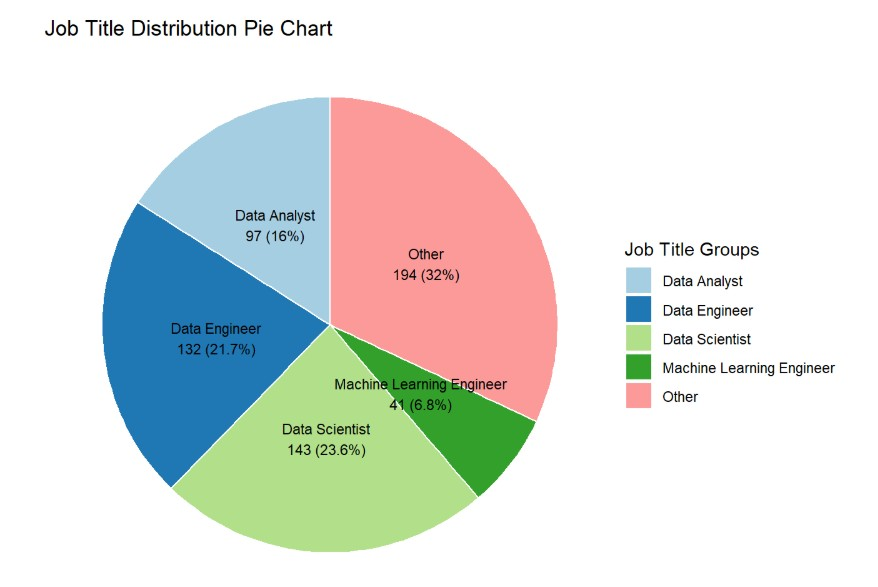 Job Title Distribution Pie Chart
Data Analyst
97 (16%)
Other
194 (32%)
Data Engineer
132 (21.7%)
Machine Learning Engineer
41 (6.8%)
Data Scientist
143 (23.6%)
Job Title Groups
Data Analyst
Data Engineer
Data Scientist
Machine Learning Engineer
Other